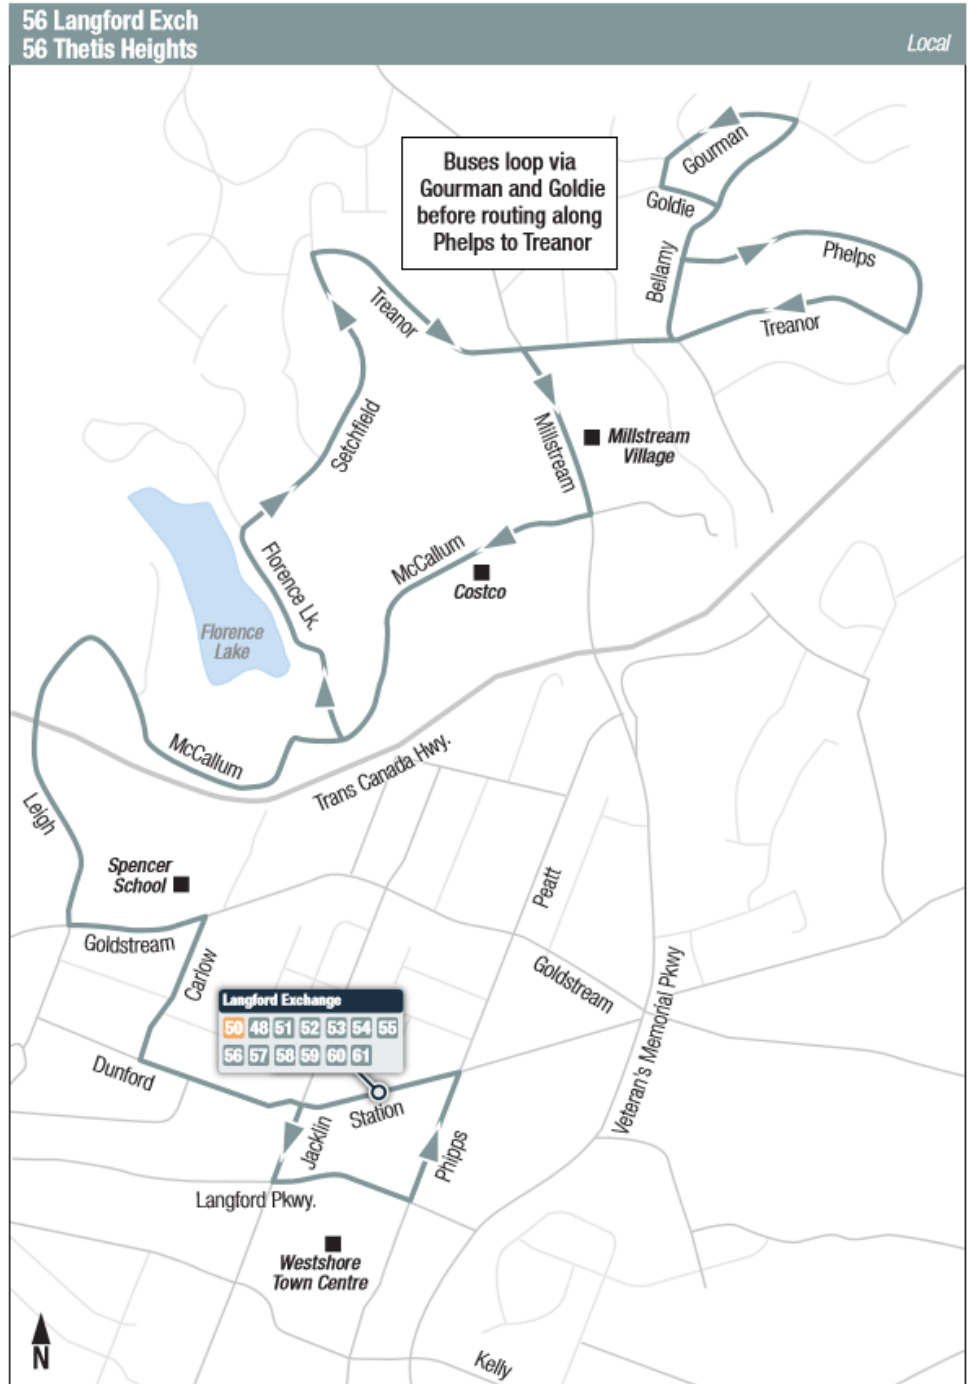 56 Langford Exch
56 Thetis Heights
Local
Buses loop via
Gourman and Goldie
before routing along
Phelps to Treanor
Gourman
Goldie
Bellamy
Phelps
Treanor
Treanor
Setchfield
Millstream
Millstream
Village
McCallum
Costco
Florence Lk.
Florence
Lake
McCallum
Trans Canada Hwy.
Leigh
Spencer
School
Peatt
Goldstream
Carlow
Goldstream
Veteran's Memorial Pkwy
Langford Exchange
50 48 51 52 53 54 55
56 57 58 59 60 61
Dunford
Station
Jacklin
Phipps
Langford Pkwy.
Westshore
Town Centre
N
Kelly